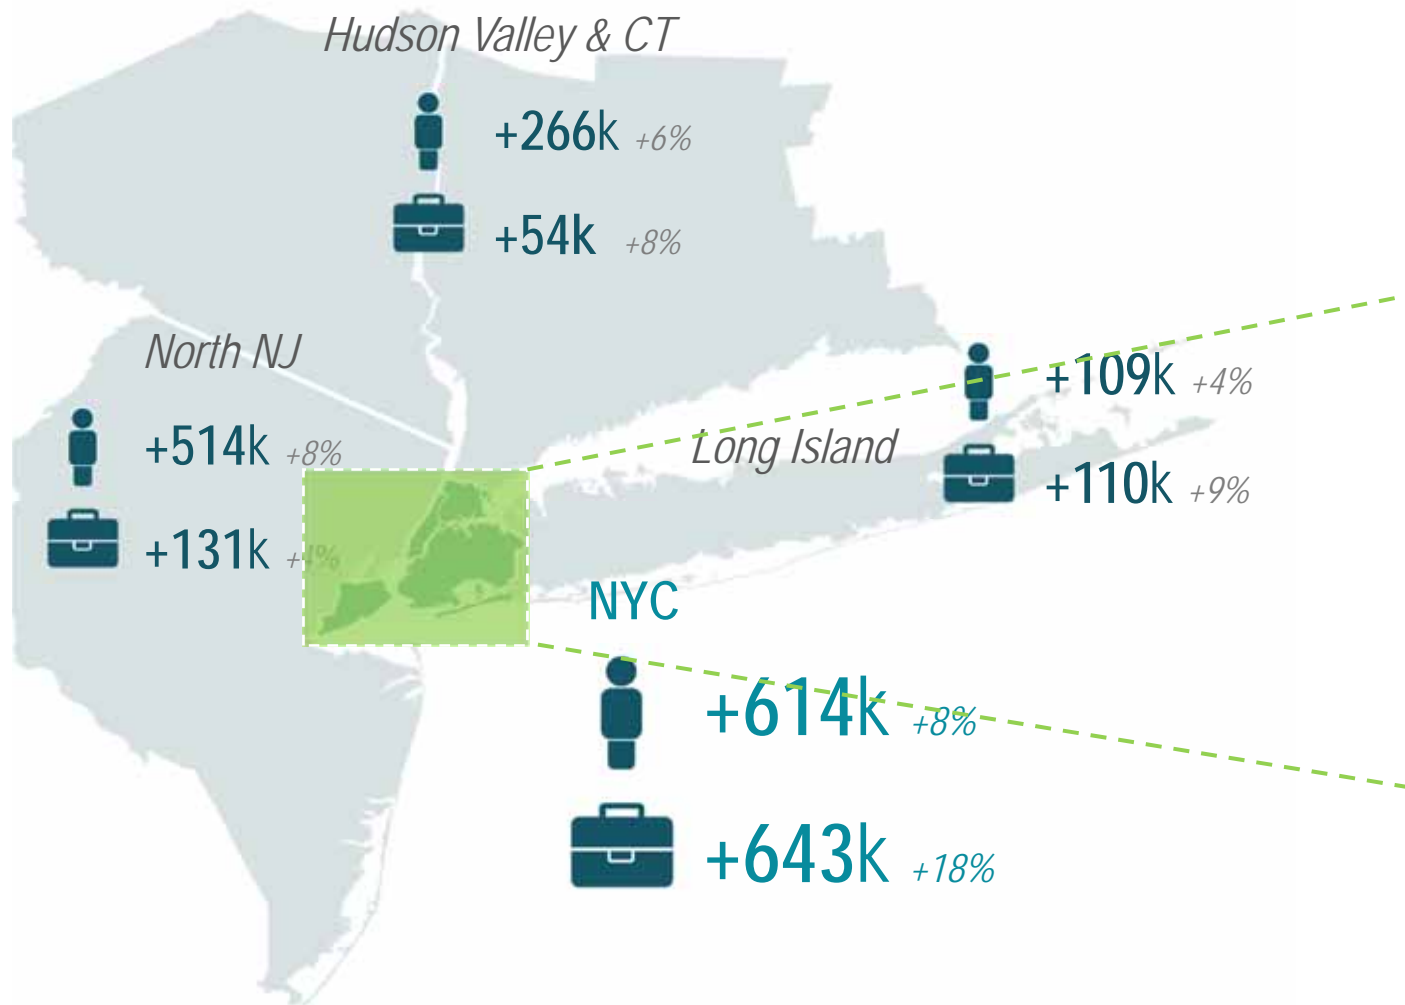 Hudson Valley & CT
+266k +6%
+54k +8%
North NJ
+514k +8%
+131k +4%
Long Island
+109k +4%
+110k +9%
NYC
+614k +8%
+643k +18%